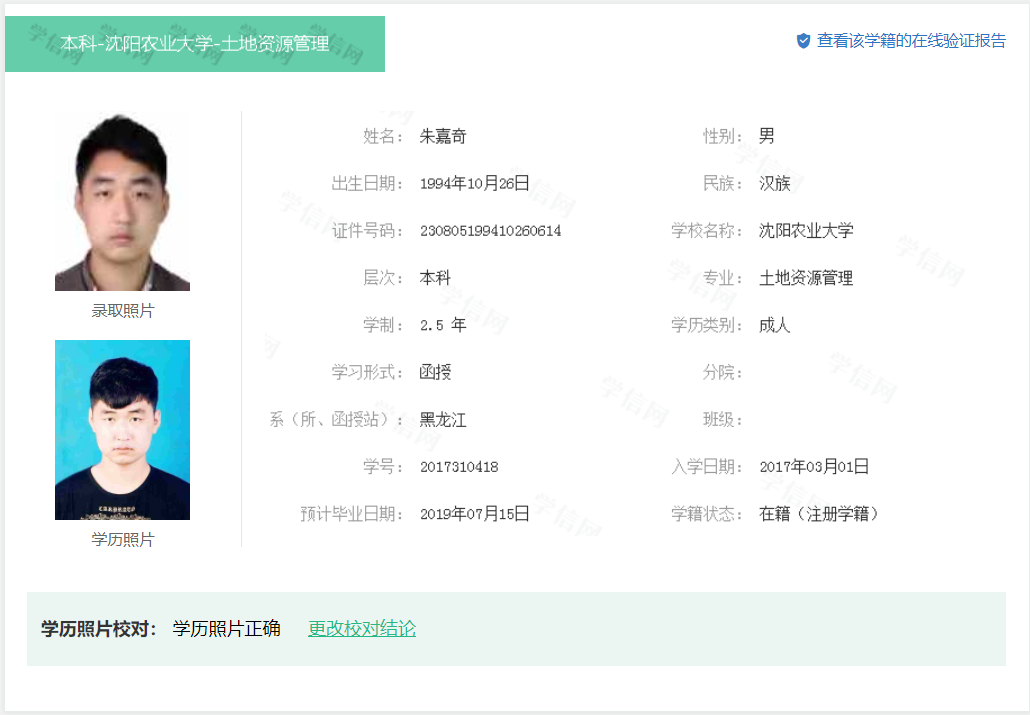 本科-沈阳农业大学-土地资源管理
查看该学籍的在线验证报告
姓名： 朱嘉奇 性别： 男
出生日期： 1994年10月26日 民族： 汉族
证件号码： 230805199410260614 学校名称： 沈阳农业大学
层次： 本科 专业： 土地资源管理
学制： 2.5 年 学历类别： 成人
学习形式： 函授 分院：
系（所、函授站）： 黑龙江 班级：
学号： 2017310418 入学日期： 2017年03月01日
预计毕业日期： 2019年07月15日 学籍状态： 在籍（注册学籍）
录取照片
学历照片
学历照片校对： 学历照片正确 更改校对结论
学信网